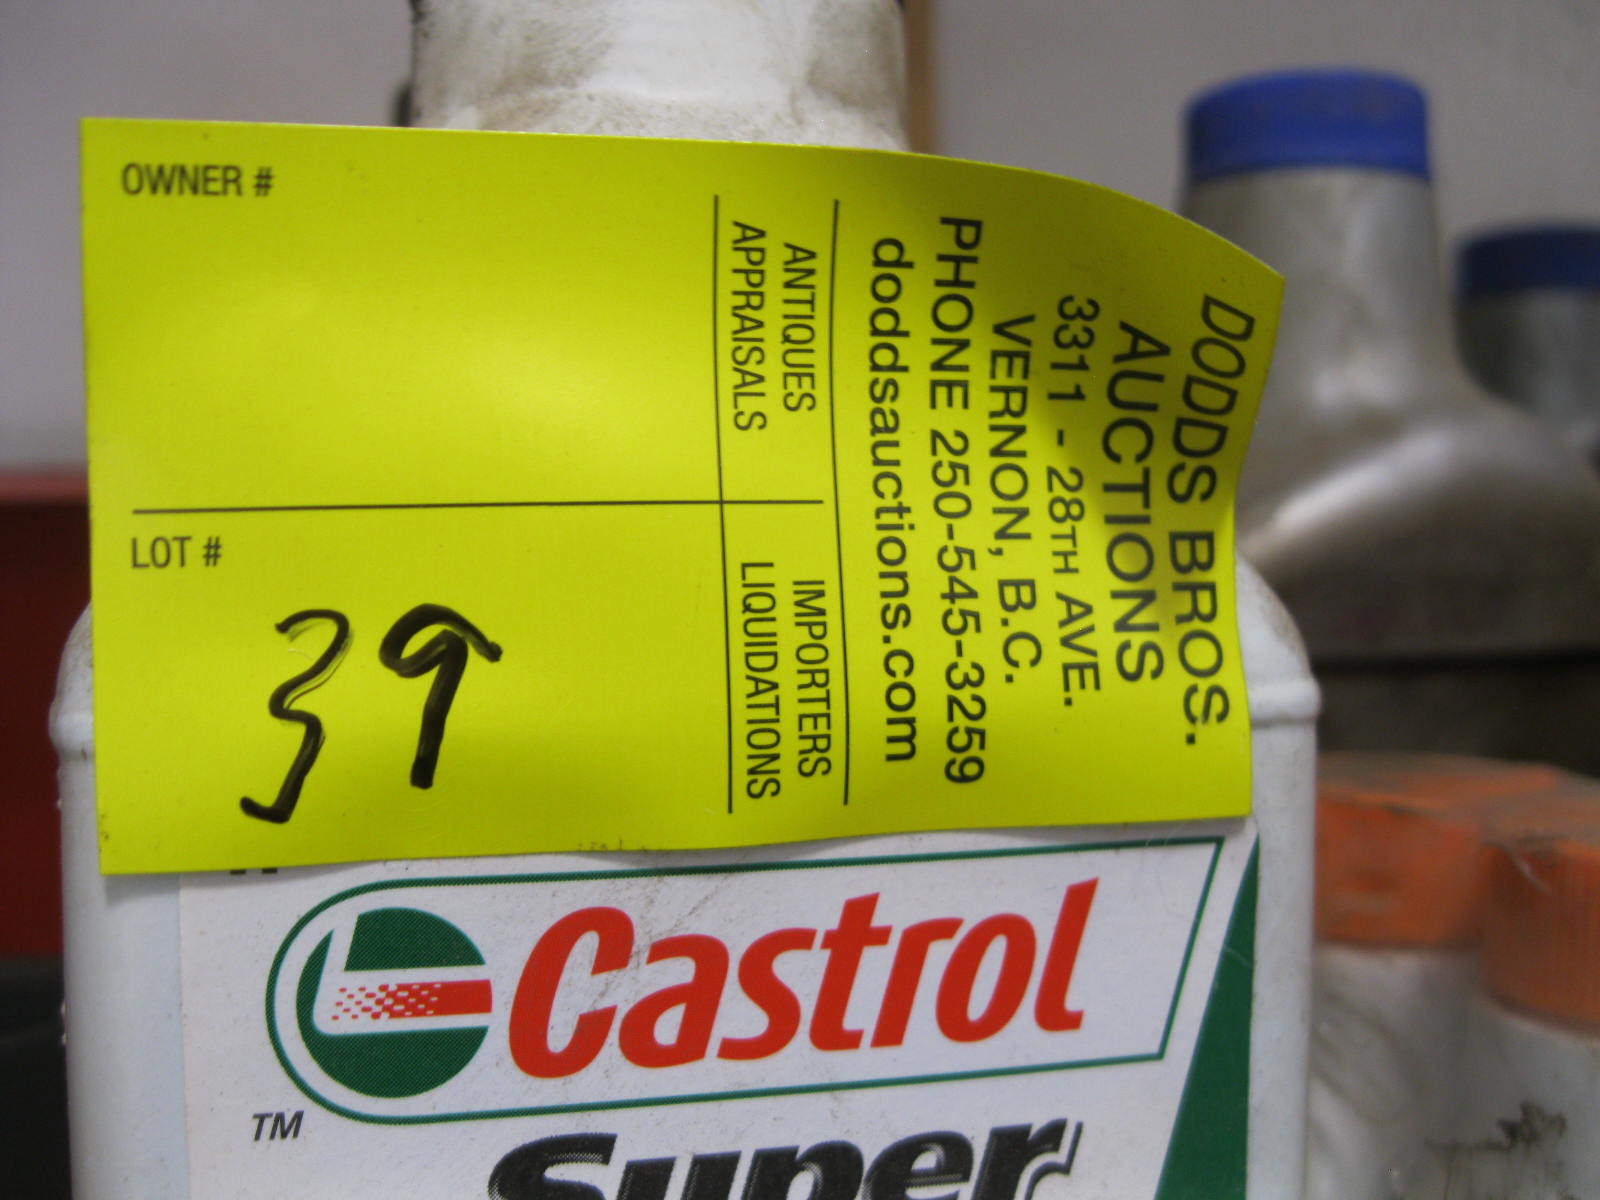 OWNER #
LOT #
39
ANTIQUES
APPRAISALS
IMPORTERS
LIQUIDATIONS
DODDS BROS.
AUCTIONS
3311 - 28TH AVE.
VERNON, B.C.
PHONE 250-545-3259
doddsauctions.com
Castrol
TM
Super